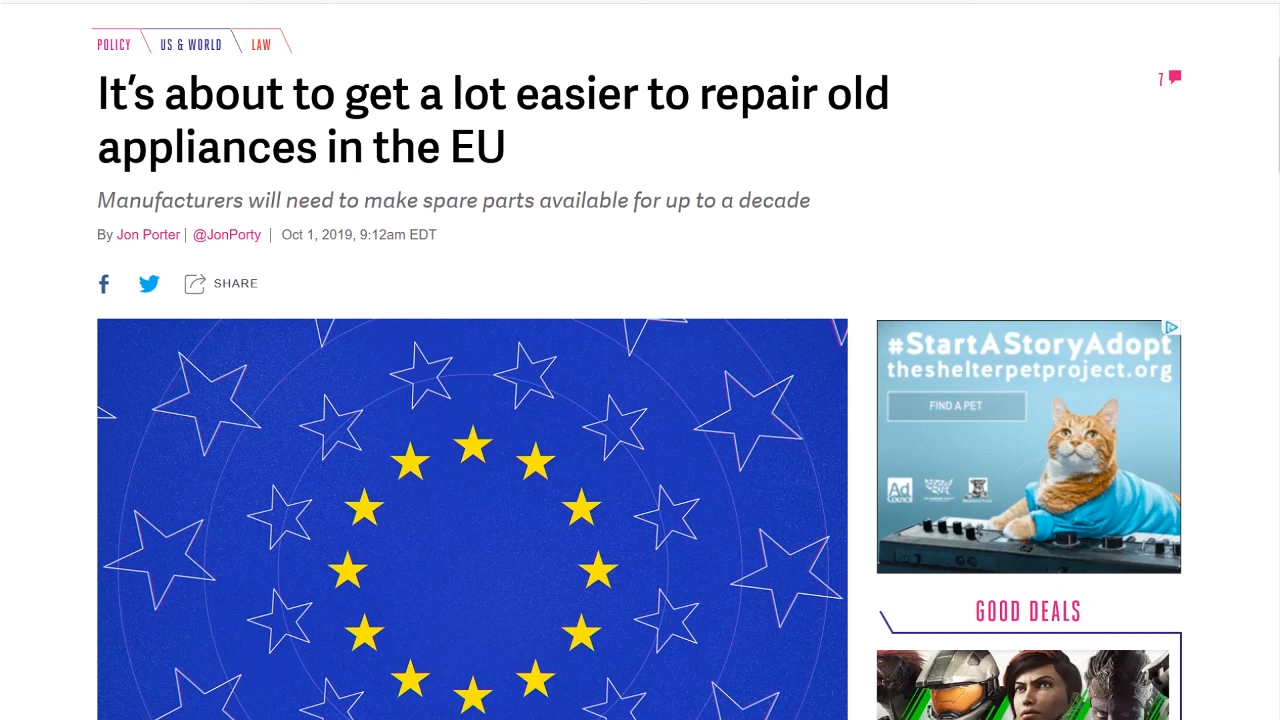 POLICY US & WORLD LAW
It's about to get a lot easier to repair old
appliances in the EU
7
Manufacturers will need to make spare parts available for up to a decade
By Jon Porter | @JonPorty | Oct 1, 2019, 9:12am EDT
SHARE
#StartAStoryAdopt
theshelterpetproject.org
FIND A PET
Ad
COUNCIL
GOOD DEALS